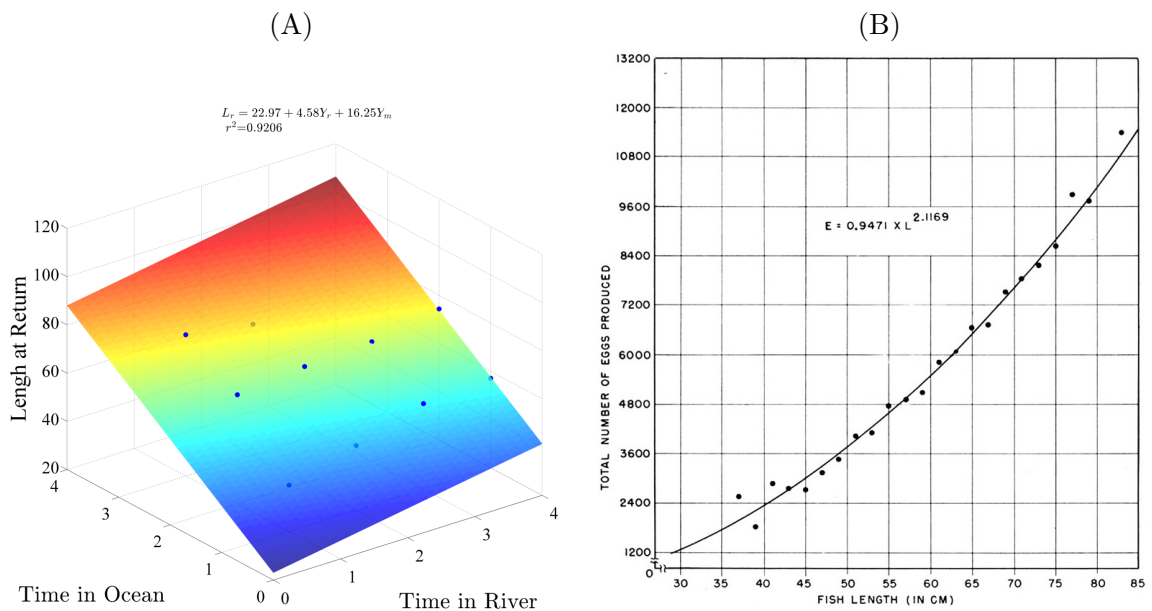 (A)
L_r = 22.97 + 4.58Y_r + 16.25Y_m
r^2=0.9206
Lengh at Return
120
100
80
60
40
20
4
3
2
1
0
0
1
2
3
4
Time in Ocean
Time in River
(B)
13200
12000
10800
9600
8400
7200
6000
4800
3600
2400
1200
0
TOTAL NUMBER OF EGGS PRODUCED
E = 0.9471 X L^2.1169
30 35 40 45 50 55 60 65 70 75 80 85
FISH LENGTH (IN CM)